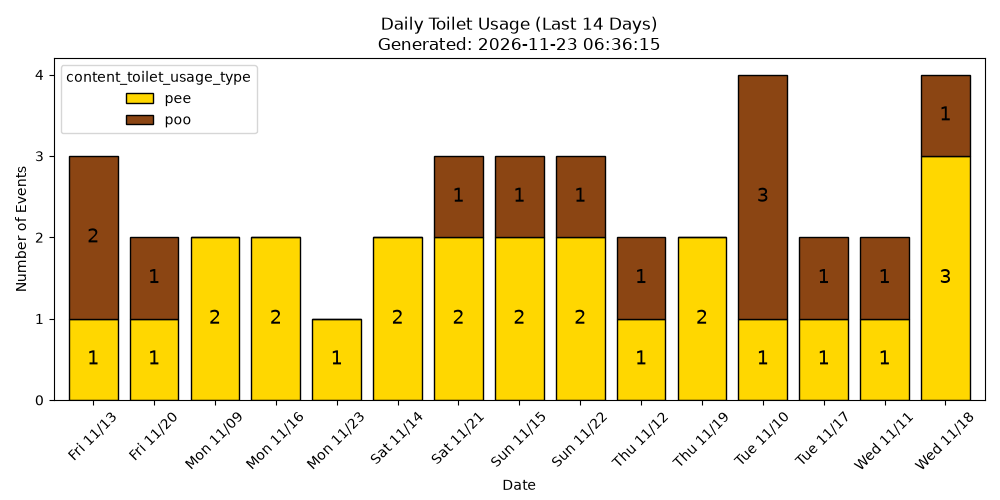 Daily Toilet Usage (Last 14 Days)
Generated: 2026-11-23 06:36:15
content_toilet_usage_type
pee
poo
Number of Events
4
3
2
1
0
2
1
1
1
2
2
1
2
1
2
1
2
1
2
1
1
2
3
1
1
1
1
1
1
3
Fri 11/13
Fri 11/20
Mon 11/09
Mon 11/16
Mon 11/23
Sat 11/14
Sat 11/21
Sun 11/15
Sun 11/22
Thu 11/12
Thu 11/19
Tue 11/10
Tue 11/17
Wed 11/11
Wed 11/18
Date